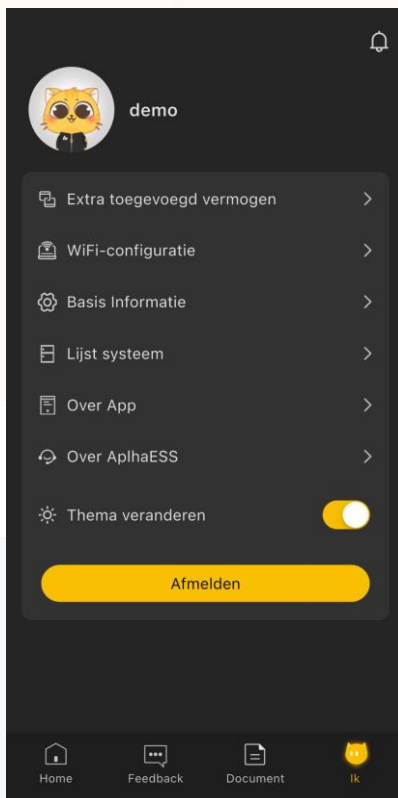 demo
Extra toegevoegd vermogen
WiFi-configuratie
Basis Informatie
Lijst systeem
Over App
Over AplhaESS
Thema veranderen
Afmelden
Home Feedback Document Ik